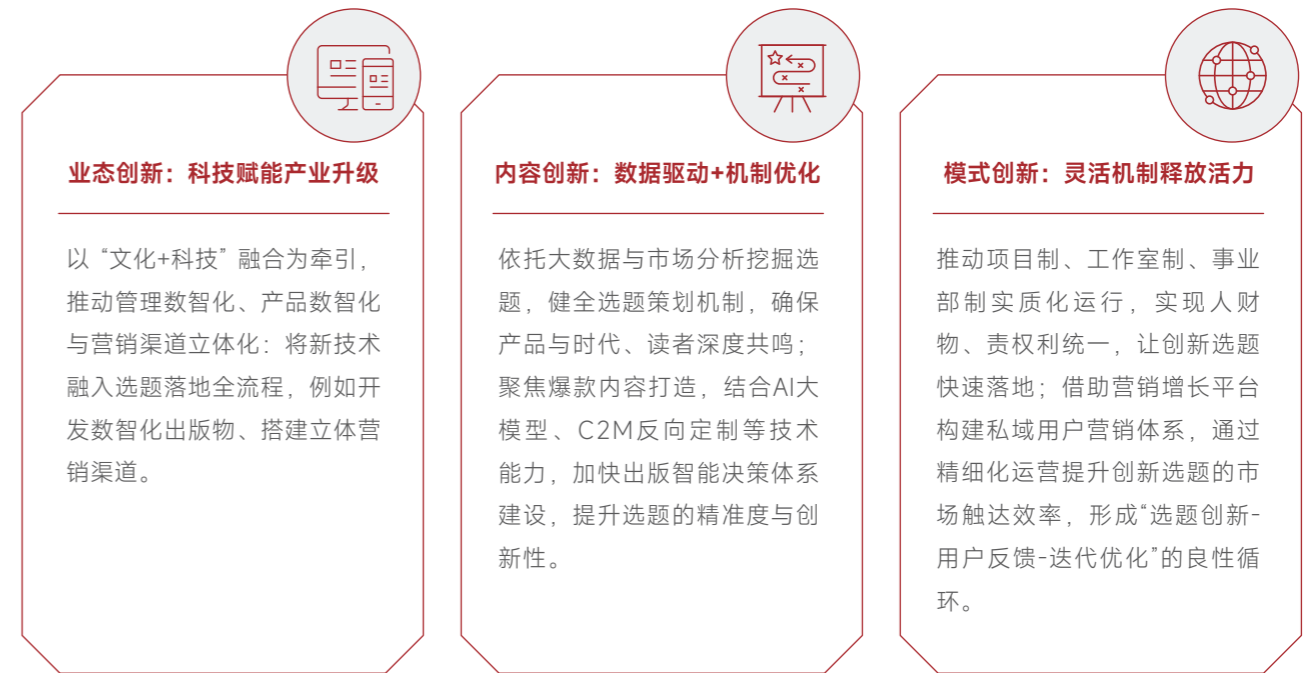 业态创新：科技赋能产业升级
以“文化+科技”融合为牵引，
推动管理数智化、产品数智化
与营销渠道立体化：将新技术
融入选题落地全流程，例如开
发数智化出版物、搭建立体营
销渠道。
内容创新：数据驱动+机制优化
依托大数据与市场分析挖掘选
题，健全选题策划机制，确保
产品与时代、读者深度共鸣；
聚焦爆款内容打造，结合AI大
模型、C2M反向定制等技术
能力，加快出版智能决策体系
建设，提升选题的精准度与创
新性。
模式创新：灵活机制释放活力
推动项目制、工作室制、事业
部制实质化运行，实现人财
物、责权利统一，让创新选题
快速落地；借助营销增长平台
构建私域用户营销体系，通过
精细化运营提升创新选题的市
场触达效率，形成“选题创新-
用户反馈-迭代优化”的良性循
环。